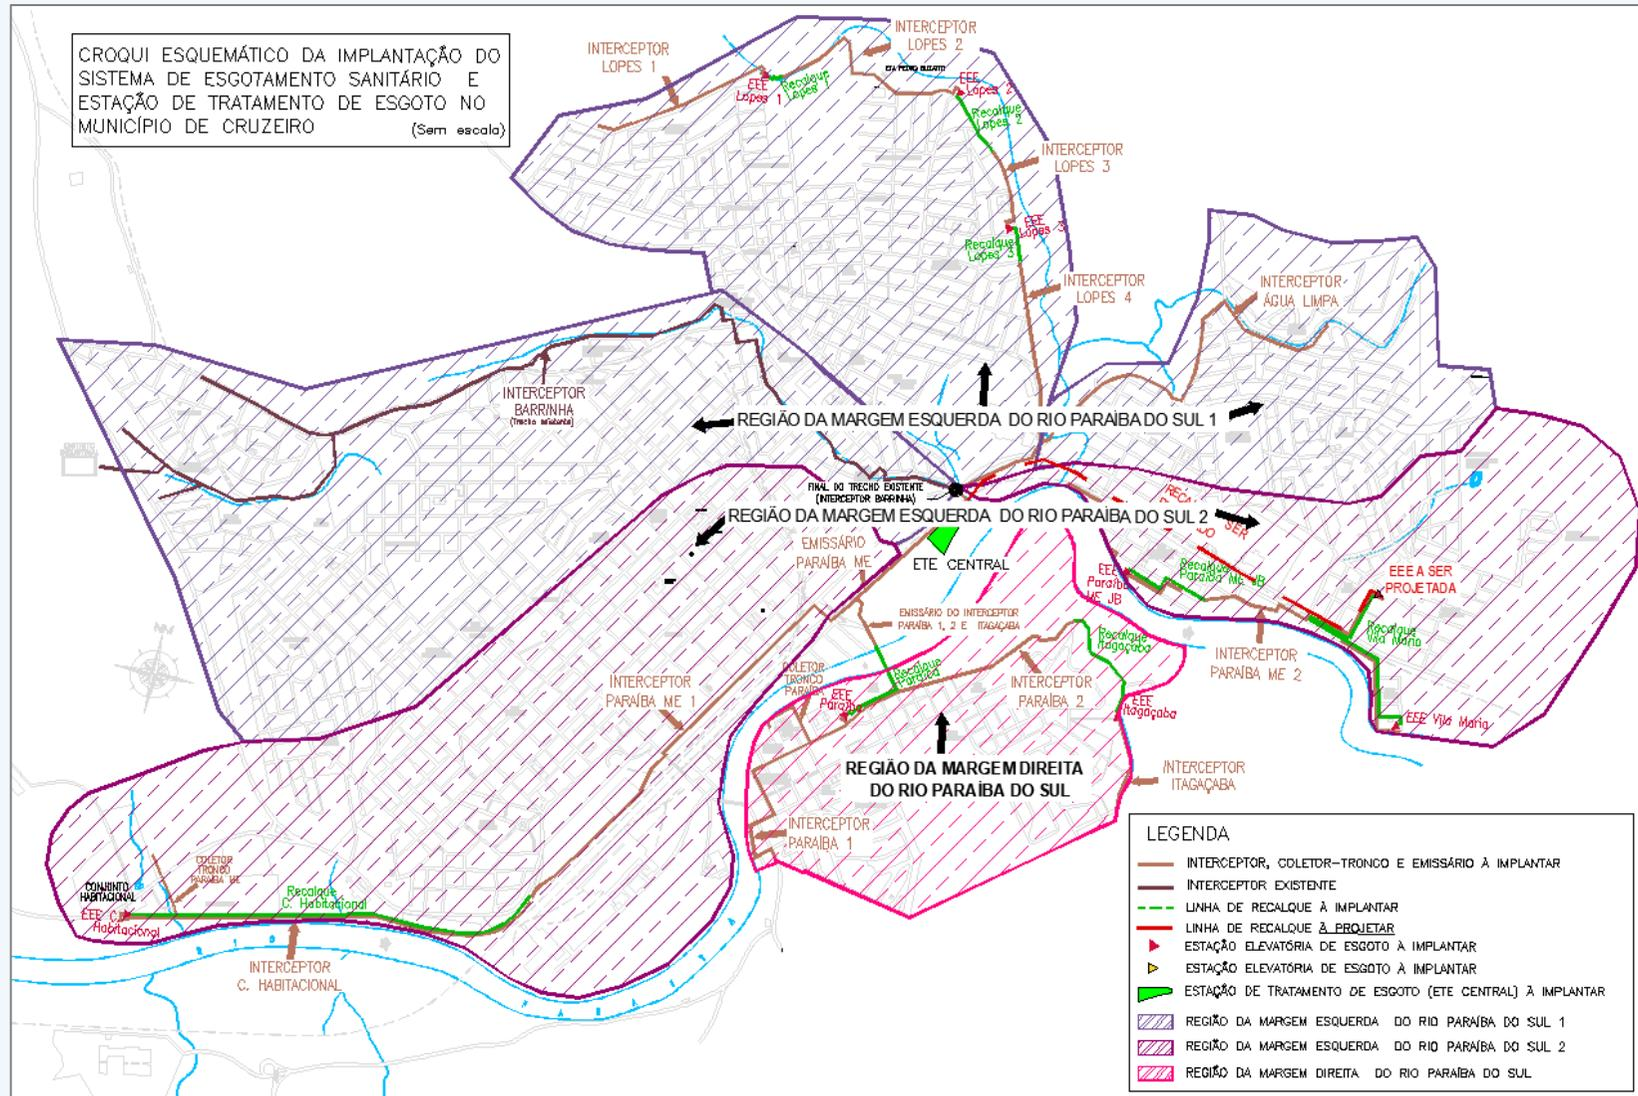 CROQUI ESQUEMÁTICO DA IMPLANTAÇÃO DO
SISTEMA DE ESGOTAMENTO SANITÁRIO E
ESTAÇÃO DE TRATAMENTO DE ESGOTO NO
MUNICÍPIO DE CRUZEIRO (Sem escala)
INTERCEPTOR
LOPES 1
INTERCEPTOR
LOPES 2
EEE
Lopes 1
Recalque
Lopes 1
EEE
Lopes 2
Recalque
Lopes 2
INTERCEPTOR
LOPES 3
EEE
Lopes 3
Recalque
Lopes 3
INTERCEPTOR
LOPES 4
INTERCEPTOR
ÁGUA LIMPA
INTERCEPTOR
BARRINHA
(Trecho existente)
REGIÃO DA MARGEM ESQUERDA DO RIO PARAÍBA DO SUL 1
FINAL DO TRECHO EXISTENTE
(INTERCEPTOR BARRINHA)
REGIÃO DA MARGEM ESQUERDA DO RIO PARAÍBA DO SUL 2
EMISSÁRIO
PARAÍBA ME
ETE CENTRAL
SER
EEE
Paraíba
ME JB
Recalque
Paraíba ME JB
EEE A SER
PROJETADA
Recalque
Vila Maria
EEE Vila Maria
EMISSÁRIO DO INTERCEPTOR
PARAÍBA 1, 2 E ITAGAÇABA
Recalque
Itagaçaba
INTERCEPTOR
PARAÍBA ME 2
COLETOR
TRONCO
PARAÍBA
Recalque
Paraíba
EEE
Paraíba
INTERCEPTOR
PARAÍBA ME 1
INTERCEPTOR
PARAÍBA 2
EEE
Itagaçaba
REGIÃO DA MARGEM DIREITA
DO RIO PARAÍBA DO SUL
INTERCEPTOR
ITAGAÇABA
INTERCEPTOR
PARAÍBA 1
COLETOR
TRONCO
PARAÍBA ME
CONJUNTO
HABITACIONAL
EEE C.
Habitacional
Recalque
C. Habitacional
INTERCEPTOR
C. HABITACIONAL
LEGENDA
INTERCEPTOR, COLETOR-TRONCO E EMISSÁRIO À IMPLANTAR
INTERCEPTOR EXISTENTE
LINHA DE RECALQUE À IMPLANTAR
LINHA DE RECALQUE À PROJETAR
ESTAÇÃO ELEVATÓRIA DE ESGOTO À IMPLANTAR
ESTAÇÃO ELEVATÓRIA DE ESGOTO À IMPLANTAR
ESTAÇÃO DE TRATAMENTO DE ESGOTO (ETE CENTRAL) À IMPLANTAR
REGIÃO DA MARGEM ESQUERDA DO RIO PARAÍBA DO SUL 1
REGIÃO DA MARGEM ESQUERDA DO RIO PARAÍBA DO SUL 2
REGIÃO DA MARGEM DIREITA DO RIO PARAÍBA DO SUL